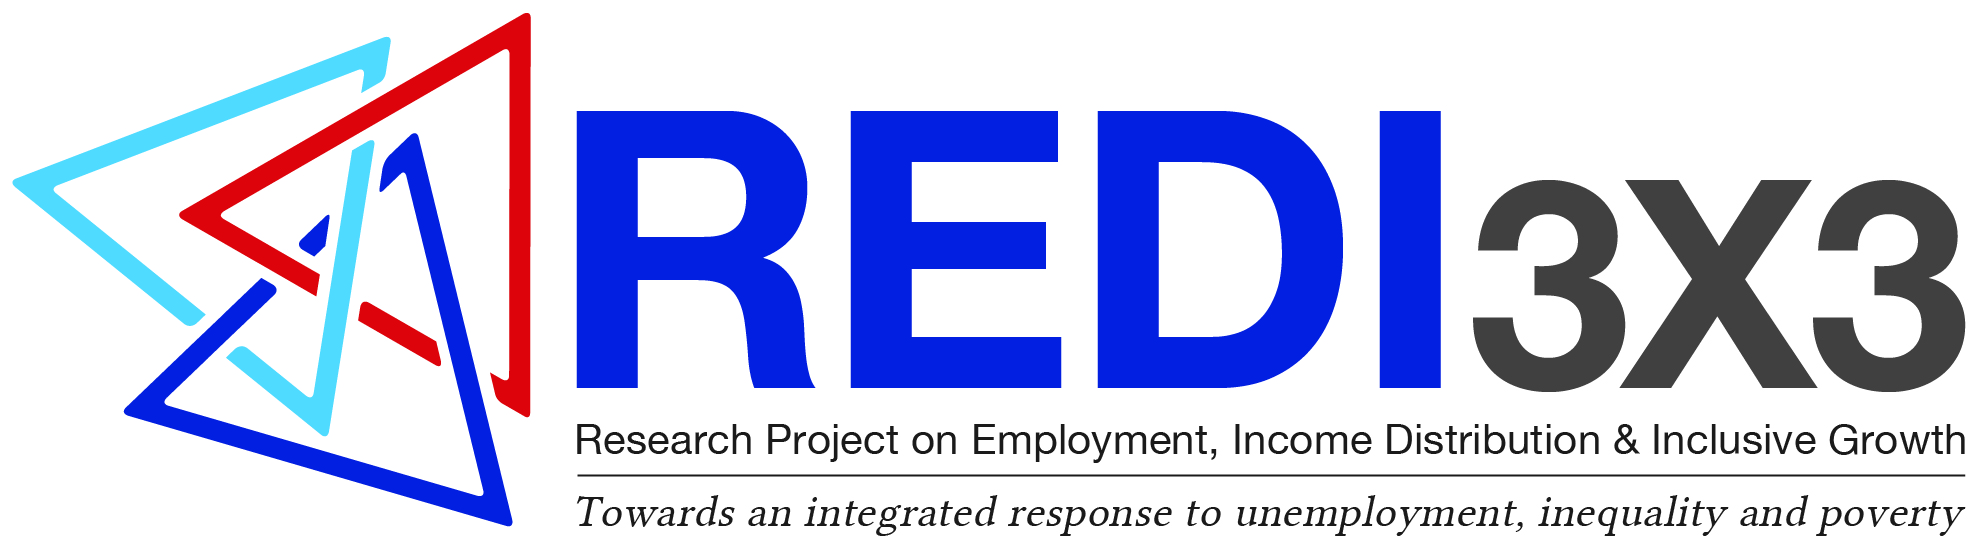 REDI3X3
Research Project on Employment, Income Distribution & Inclusive Growth
Towards an integrated response to unemployment, inequality and poverty